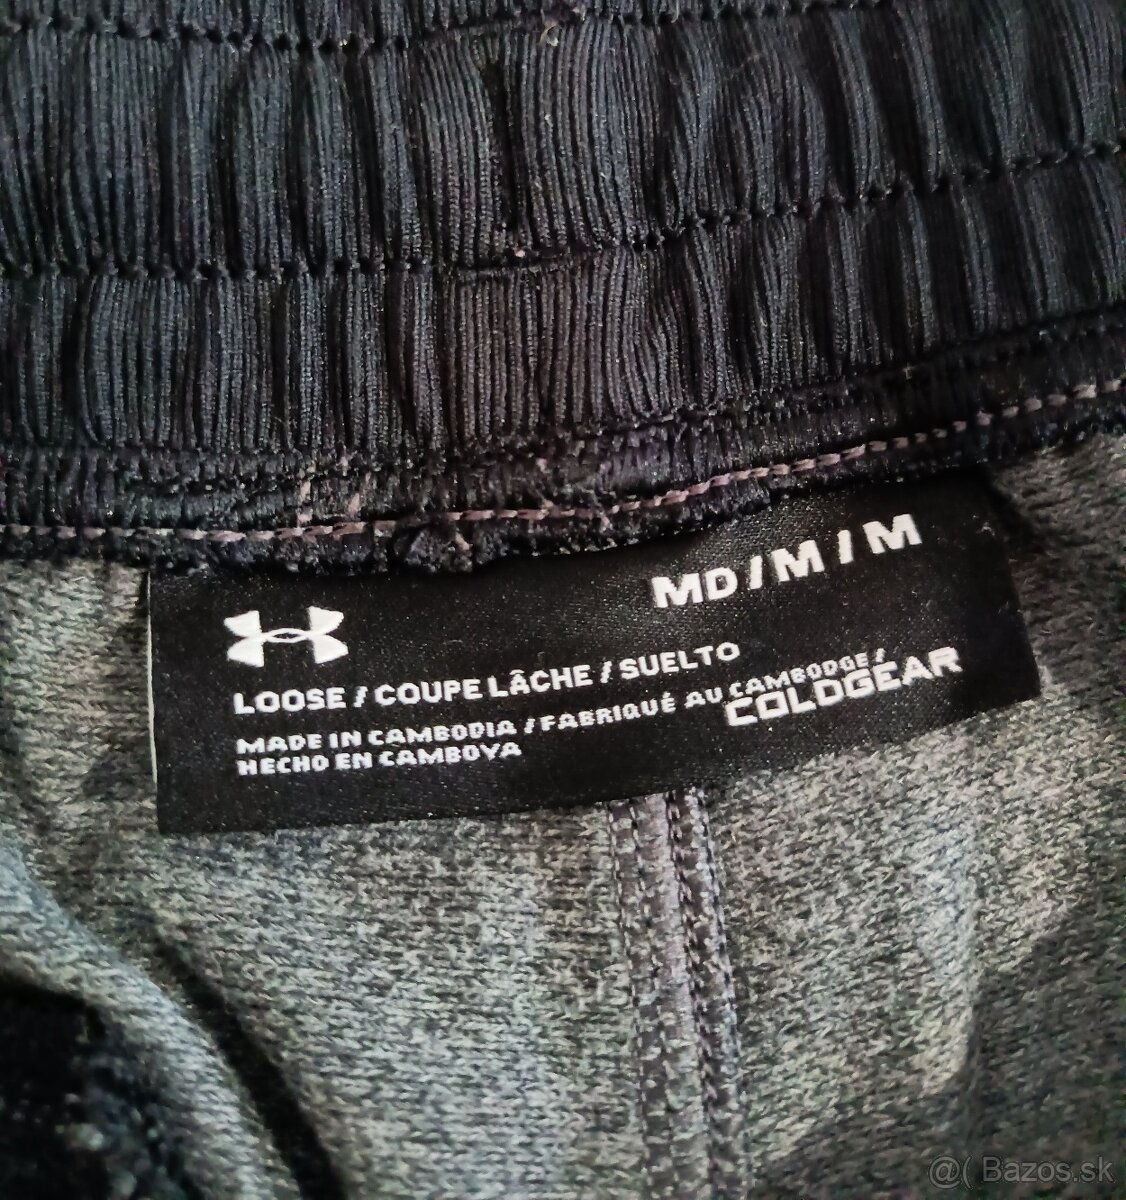 MD / M / M
LOOSE / COUPE LÂCHE / SUELTO
MADE IN CAMBODIA / FABRIQUÉ AU CAMBODGE /
HECHO EN CAMBOYA
COLDGEAR
@( Bazos.sk